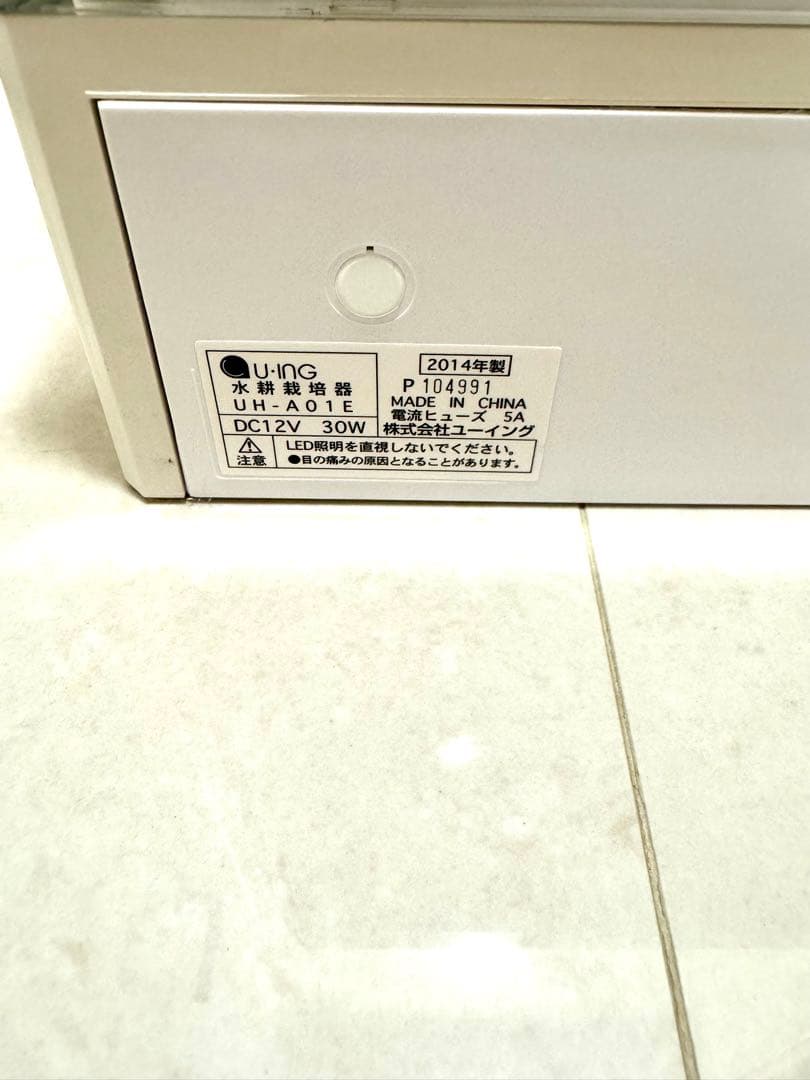 U·ING
水耕栽培器
UH-A01E
DC12V 30W
2014年製
P 104991
MADE IN CHINA
電流ヒューズ 5A
株式会社ユーイング
注意
LED照明を直視しないでください。
●目の痛みの原因となることがあります。